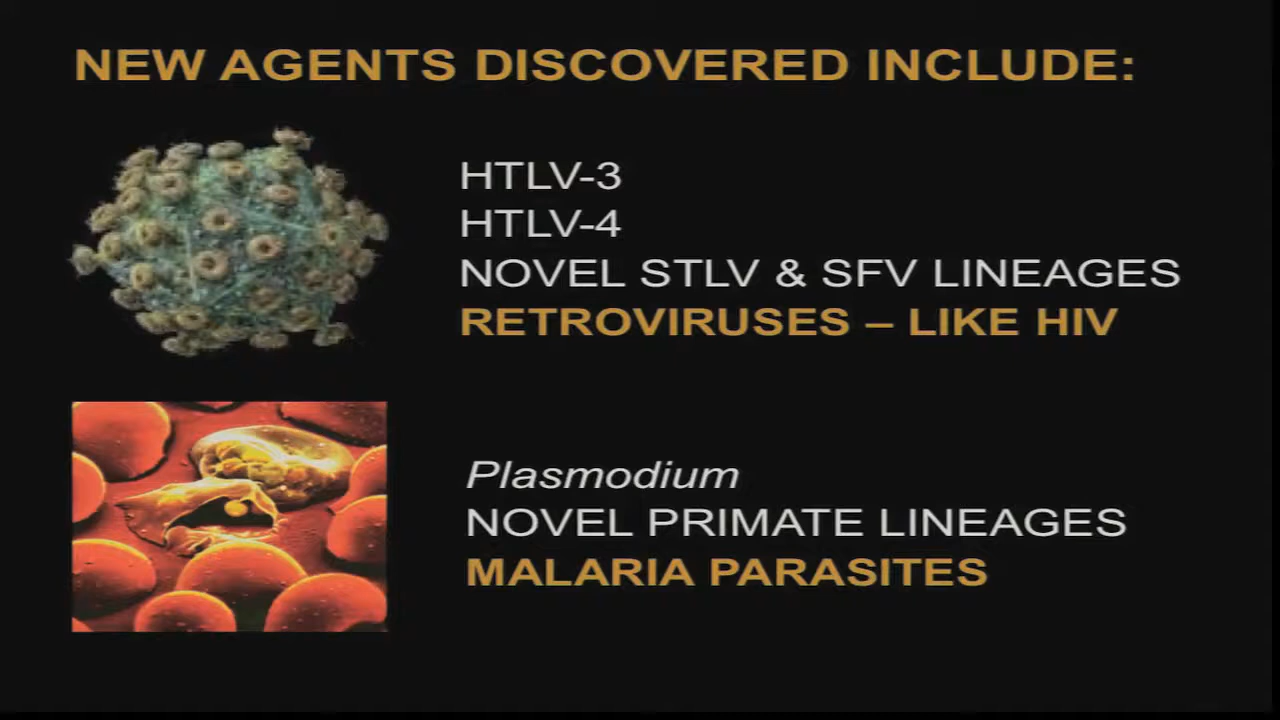 NEW AGENTS DISCOVERED INCLUDE:
HTLV-3
HTLV-4
NOVEL STLV & SFV LINEAGES
RETROVIRUSES – LIKE HIV
Plasmodium
NOVEL PRIMATE LINEAGES
MALARIA PARASITES